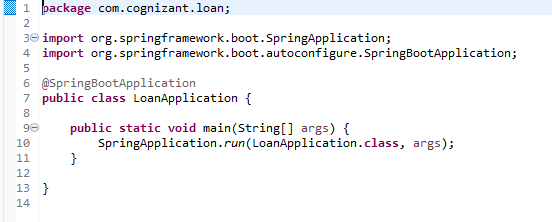 1 package com.cognizant.loan;
2
3 import org.springframework.boot.SpringApplication;
4 import org.springframework.boot.autoconfigure.SpringBootApplication;
5
6 @SpringBootApplication
7 public class LoanApplication {
8
9     public static void main(String[] args) {
10         SpringApplication.run(LoanApplication.class, args);
11     }
12
13 }
14